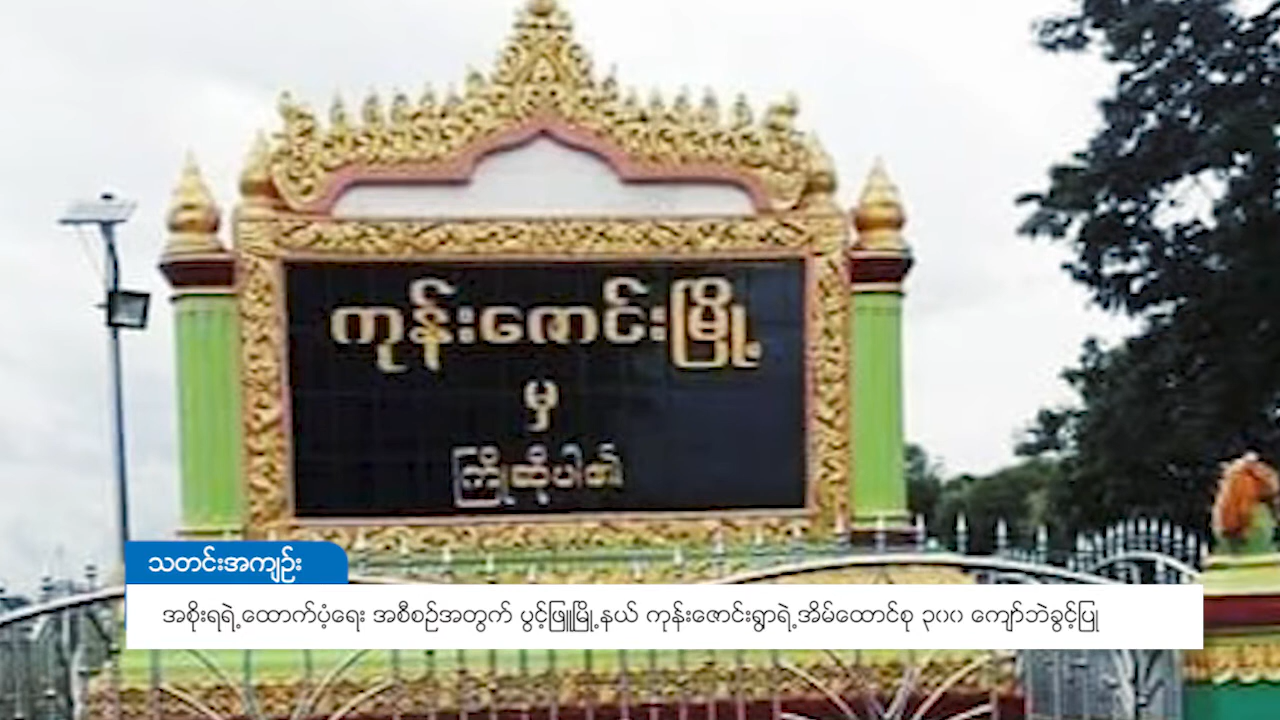 ကုန်းဇောင်းမြို့
မှ
ကြိုဆိုပါ၏
သတင်းအကျဉ်း
အစိုးရရဲ့ထောက်ပံ့ရေး အစီစဉ်အတွက် ပွင့်ဖြူမြို့နယ် ကုန်းဇောင်းရွာရဲ့အိမ်ထောင်စု ၃၀၀ ကျော်ဘဲခွင့်ပြု